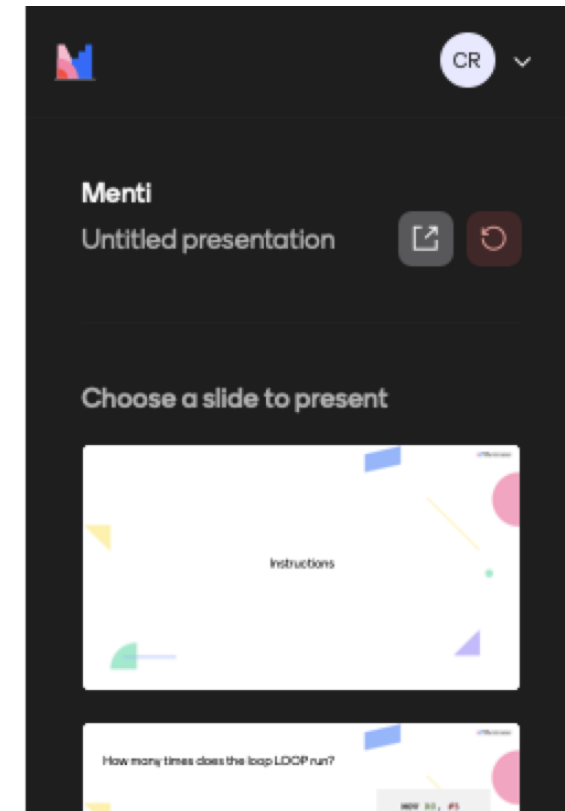 CR
Menti
Untitled presentation
Choose a slide to present
Instructions
How many times does the loop LOOP run?